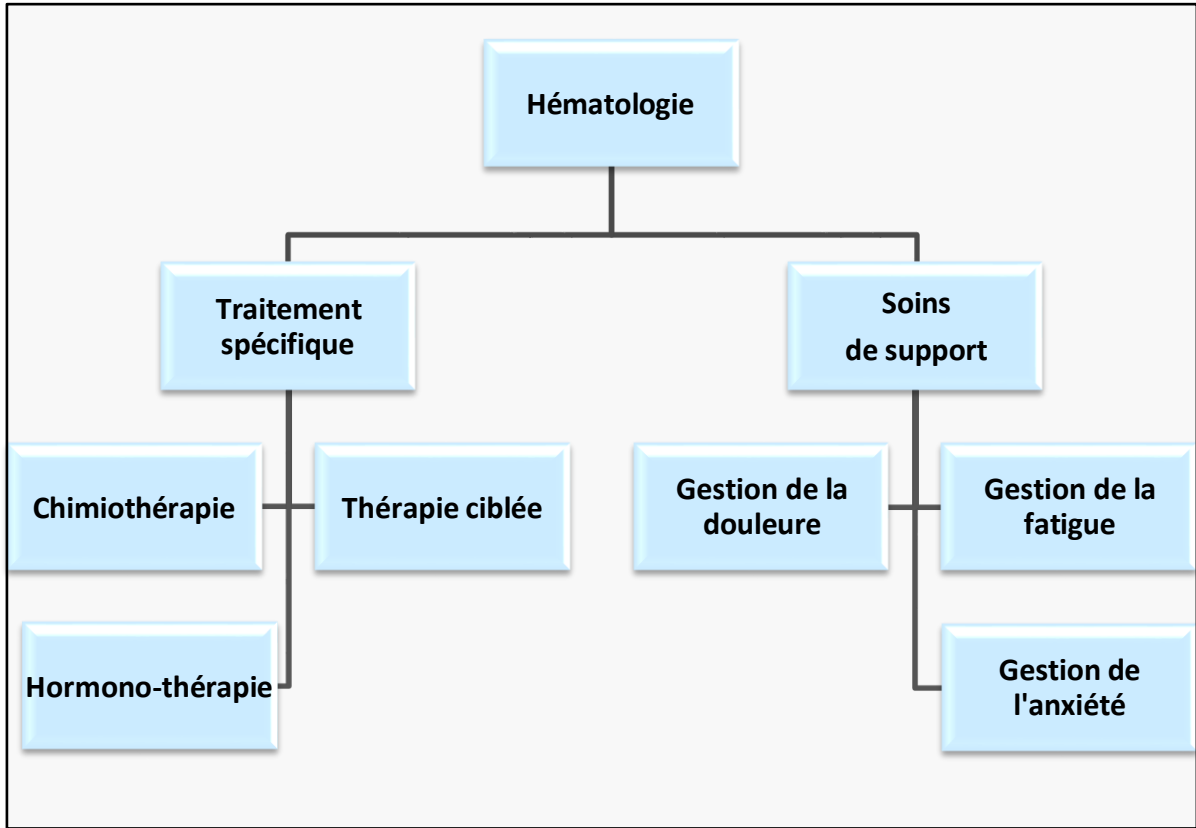 Hématologie
Traitement
spécifique
Soins
de support
Chimiothérapie
Thérapie ciblée
Gestion de la
douleure
Gestion de la
fatigue
Hormono-thérapie
Gestion de
l'anxiété